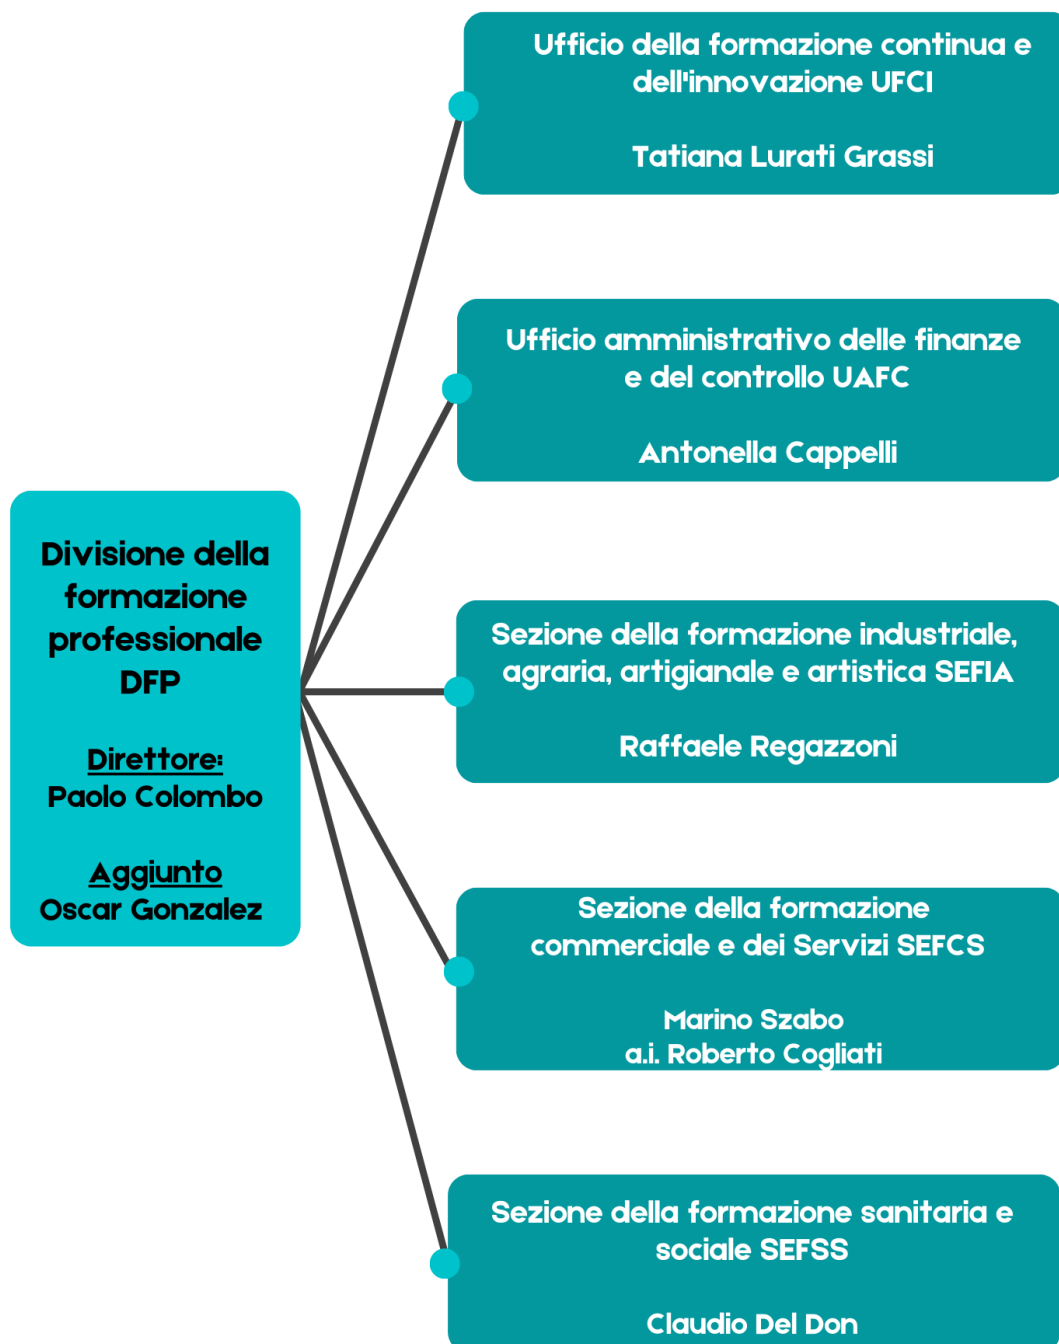 Ufficio della formazione continua e
dell'innovazione UFCI
Tatiana Lurati Grassi
Ufficio amministrativo delle finanze
e del controllo UAFC
Antonella Cappelli
Divisione della
formazione
professionale
DFP
Direttore:
Paolo Colombo
Aggiunto
Oscar Gonzalez
Sezione della formazione industriale,
agraria, artigianale e artistica SEFIA
Raffaele Regazzoni
Sezione della formazione
commerciale e dei Servizi SEFCS
Marino Szabo
a.i. Roberto Cogliati
Sezione della formazione sanitaria e
sociale SEFSS
Claudio Del Don